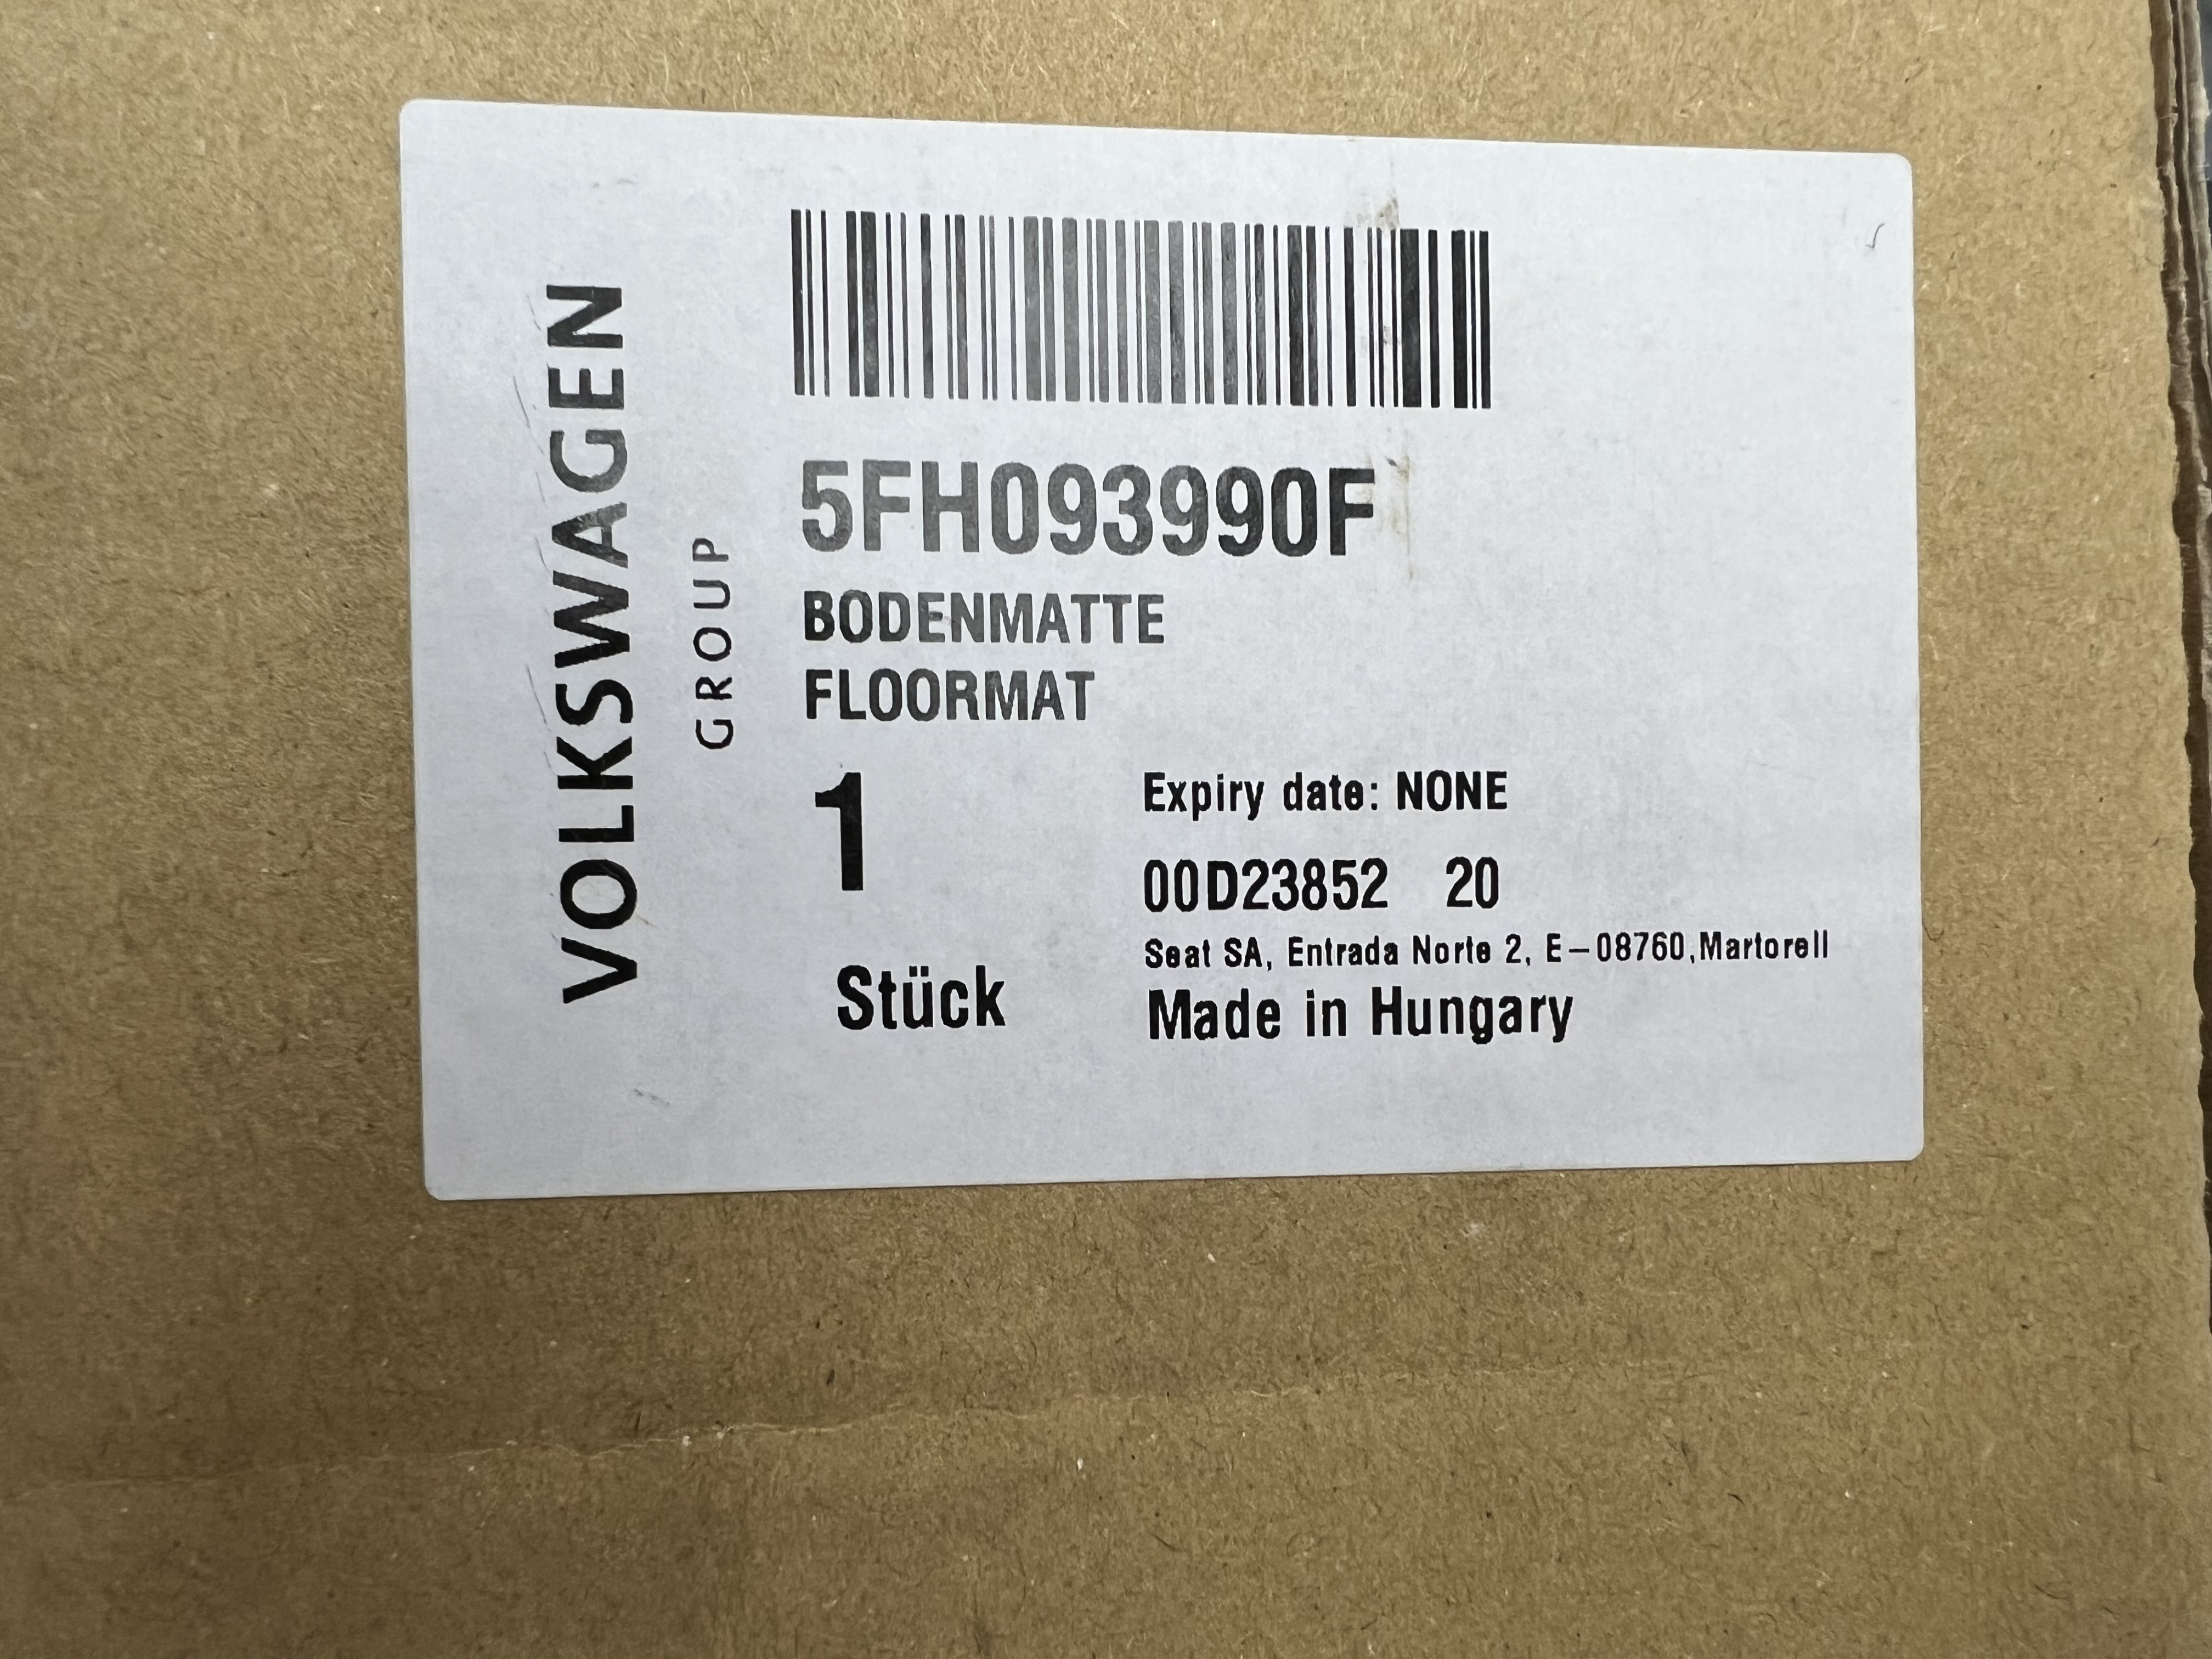 VOLKSWAGEN
GROUP
5FH093990F
BODENMATTE
FLOORMAT
1
Stück
Expiry date: NONE
00D23852 20
Seat SA, Entrada Norte 2, E-08760,Martorell
Made in Hungary